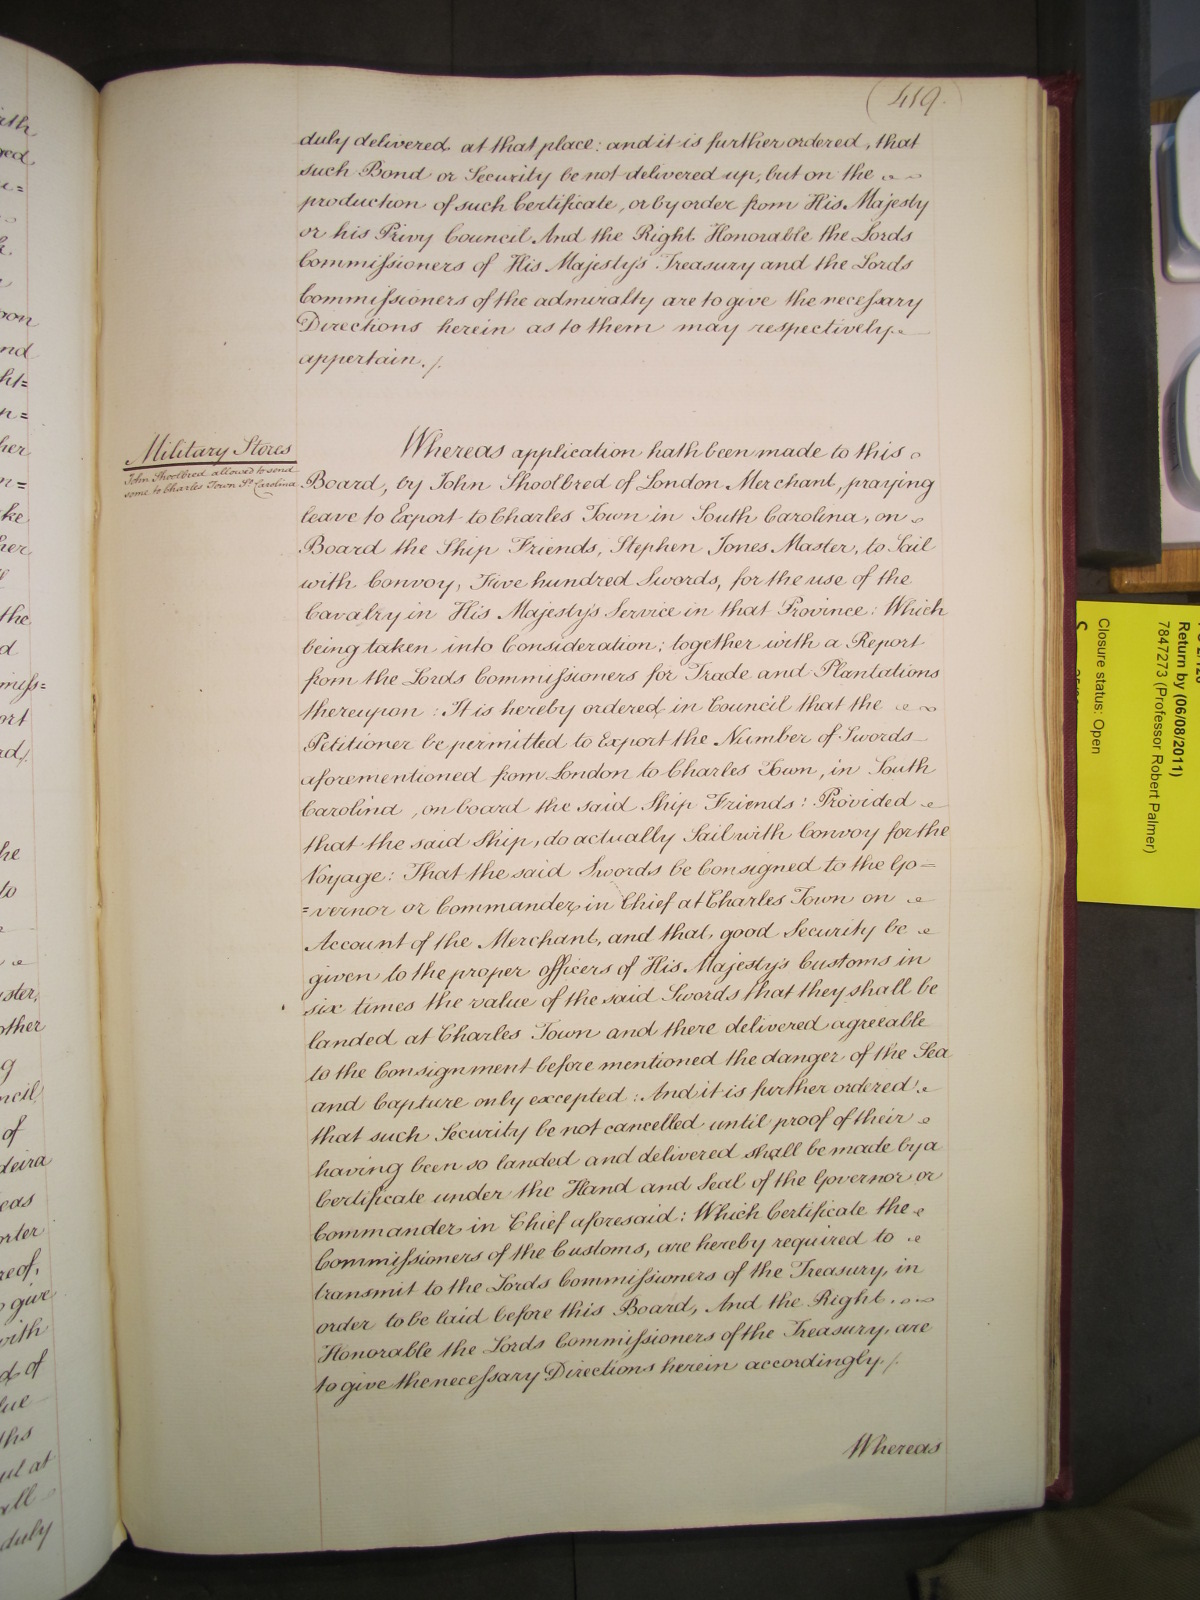 419.
duly delivered at that place: and it is further ordered, that
such Bond or Security be not delivered up, but on the
production of such Certificate, or by order from His Majesty
or his Privy Council And the Right Honorable the Lords
Commissioners of His Majesty's Treasury and the Lords
Commissioners of the admiralty are to give the necessary
Directions herein as to them may respectively
appertain./.
Military Stores
John Shoolbred allowed to send
some to Charles Town So. Carolina
Whereas application hath been made to this
Board, by John Shoolbred of London Merchant, praying
leave to Export to Charles Town in South Carolina, on
Board the Ship Friends, Stephen Jones Master, to Sail
with Convoy, Five hundred Swords, for the use of the
Cavalry in His Majesty's Service in that Province: Which
being taken into Consideration; together with a Report
from the Lords Commissioners for Trade and Plantations
thereupon: It is hereby ordered in Council that the
Petitioner be permitted to Export the Number of Swords
aforementioned from London to Charles Town, in South
Carolina, on board the said Ship Friends: Provided
that the said Ship, do actually Sail with Convoy for the
Voyage: That the said Swords be Consigned to the Go=
=vernor or Commander in Chief at Charles Town on
Account of the Merchant, and that, good Security be
given to the proper officers of His Majesty's Customs in
six times the value of the said Swords that they shall be
landed at Charles Town and there delivered agreeable
to the Consignment before mentioned the danger of the Sea
and Capture only excepted: And it is further ordered
that such Security be not cancelled until proof of their
having been so landed and delivered shall be made by a
Certificate under the Hand and Seal of the Governor or
Commander in Chief aforesaid: Which Certificate the
Commissioners of the Customs, are hereby required to
transmit to the Lords Commissioners of the Treasury, in
order to be laid before this Board, And the Right
Honorable the Lords Commissioners of the Treasury, are
to give the necessary Directions herein accordingly/.
Whereas
Return by (06/08/2011)
7847273 (Professor Robert Palmer)
Closure status: Open